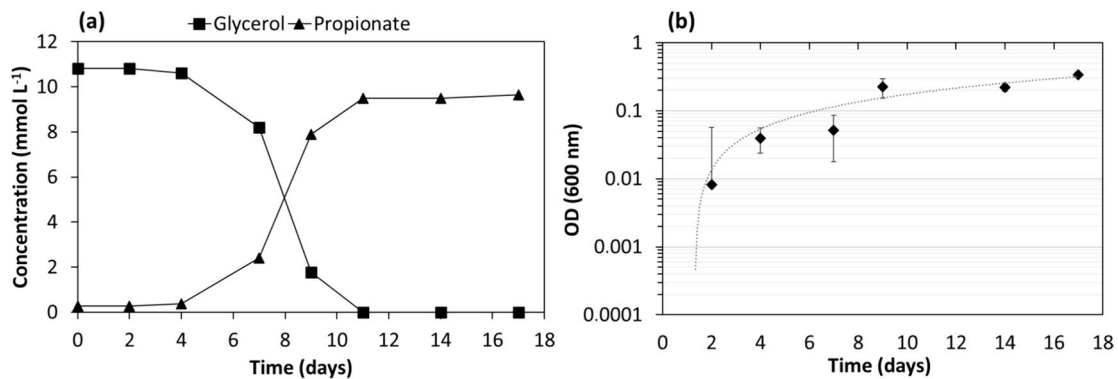 (a)
Glycerol Propionate
12
10
8
6
4
2
0
0 2 4 6 8 10 12 14 16 18
Concentration (mmol L⁻¹)
Time (days)
(b)
1
0.1
0.01
0.001
0.0001
0 2 4 6 8 10 12 14 16 18
OD (600 nm)
Time (days)